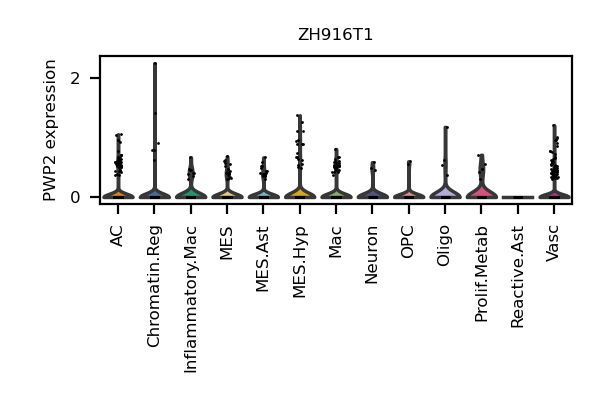 ZH916T1
PWP2 expression
2
0
AC
Chromatin.Reg
Inflammatory.Mac
MES
MES.Ast
MES.Hyp
Mac
Neuron
OPC
Oligo
Prolif.Metab
Reactive.Ast
Vasc